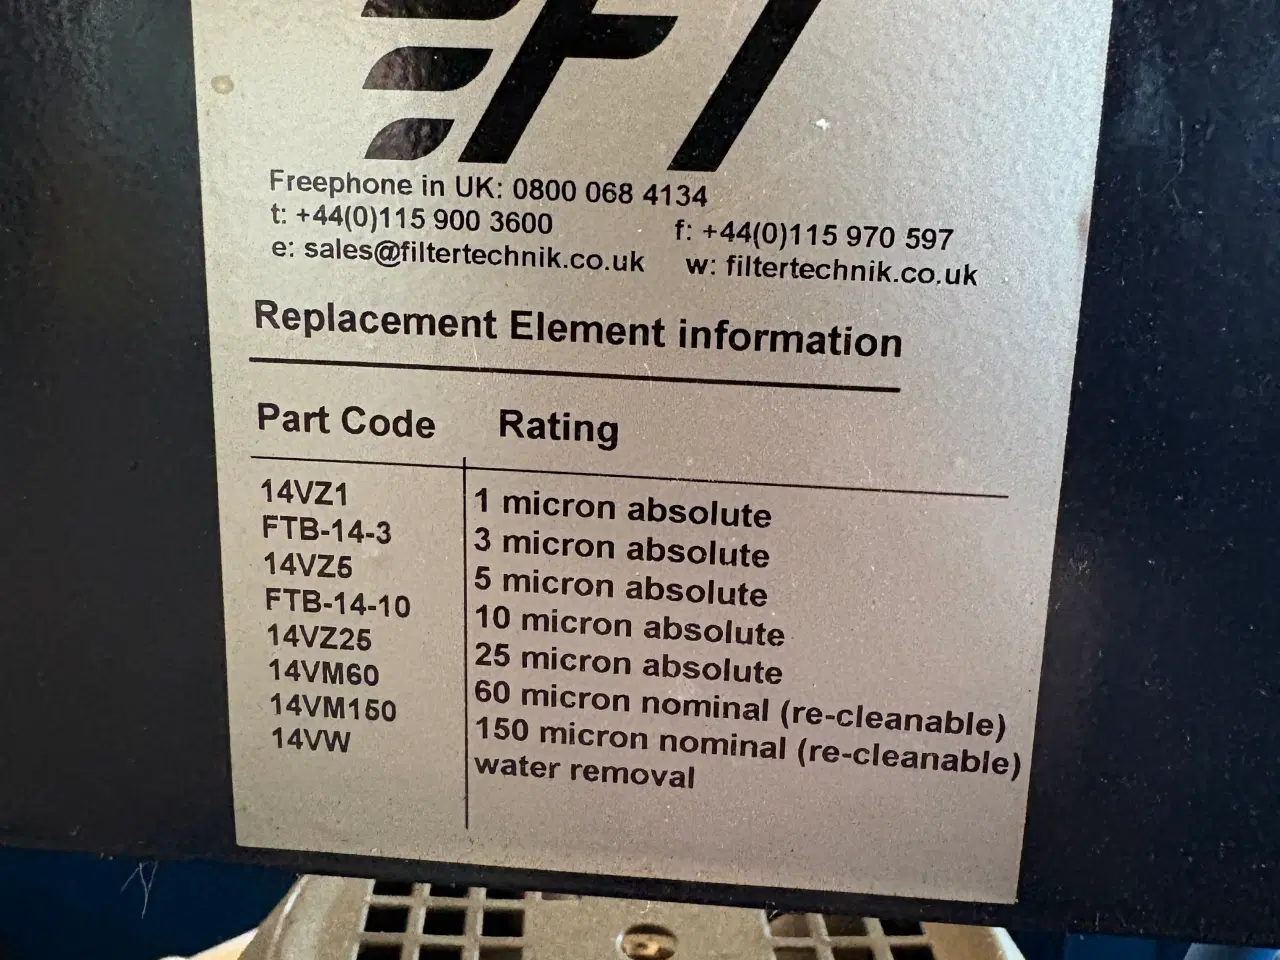 FT
Freephone in UK: 0800 068 4134
t: +44(0)115 900 3600 f: +44(0)115 970 597
e: sales@filtertechnik.co.uk w: filtertechnik.co.uk
Replacement Element information
Part Code Rating
14VZ1 1 micron absolute
FTB-14-3 3 micron absolute
14VZ5 5 micron absolute
FTB-14-10 10 micron absolute
14VZ25 25 micron absolute
14VM60 60 micron nominal (re-cleanable)
14VM150 150 micron nominal (re-cleanable)
14VW water removal